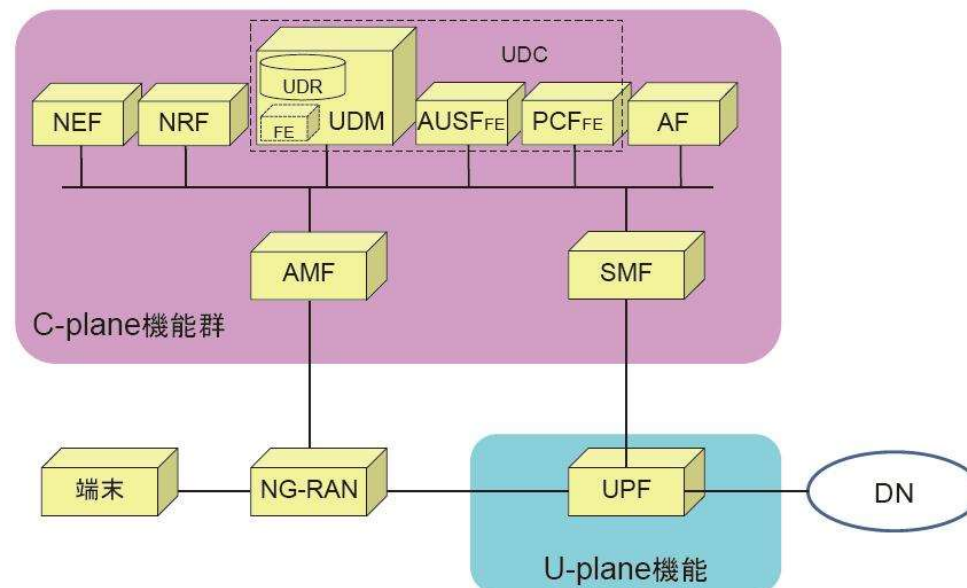 UDC
UDR
FE
UDM
NEF
NRF
AUSFFE
PCFFE
AF
AMF
SMF
C-plane機能群
端末
NG-RAN
UPF
DN
U-plane機能